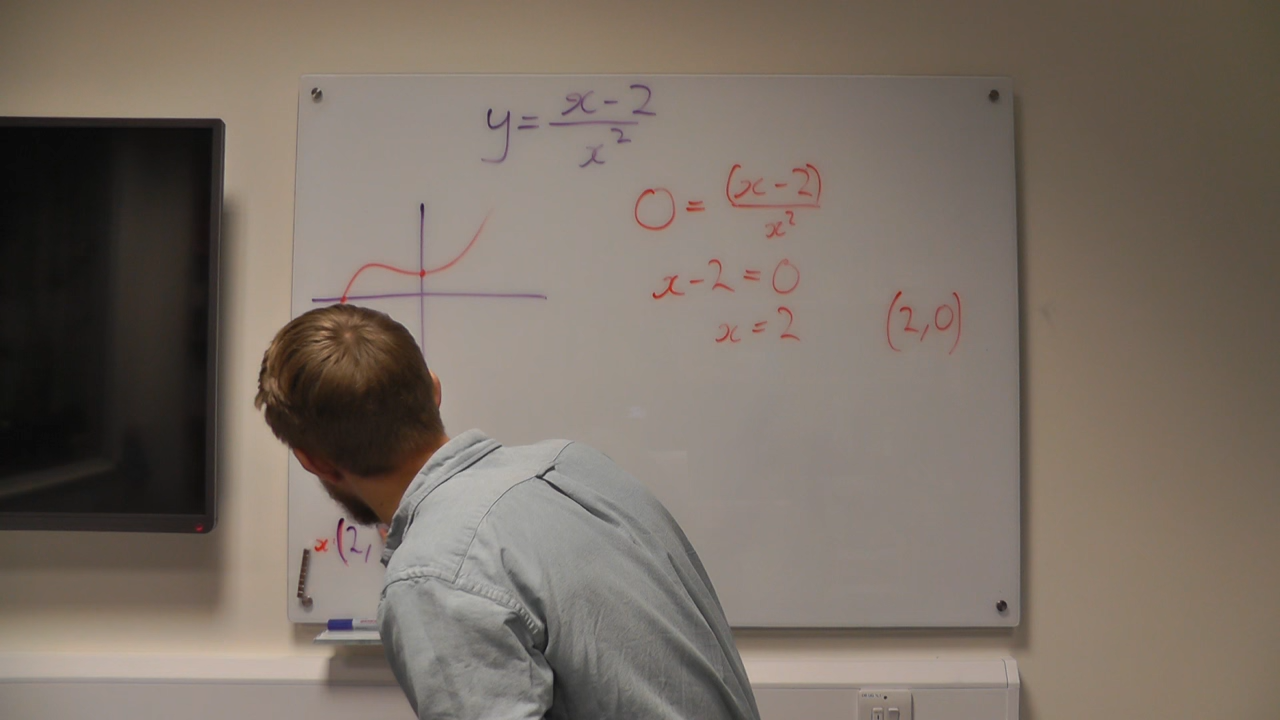 y = x-2 / x²
0 = (x-2) / x²
x-2 = 0
x = 2
(2,0)
x (2,